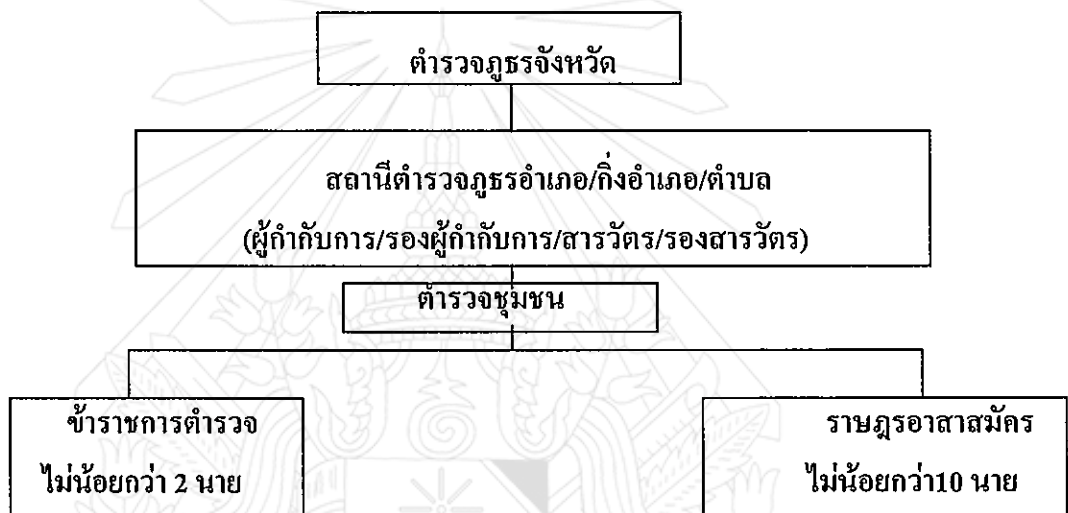 ตำรวจภูธรจังหวัด
สถานีตำรวจภูธรอำเภอ/กิ่งอำเภอ/ตำบล
(ผู้กำกับการ/รองผู้กำกับการ/สารวัตร/รองสารวัตร)
ตำรวจชุมชน
ข้าราชการตำรวจ
ไม่น้อยกว่า 2 นาย
ราษฎรอาสาสมัคร
ไม่น้อยกว่า10 นาย